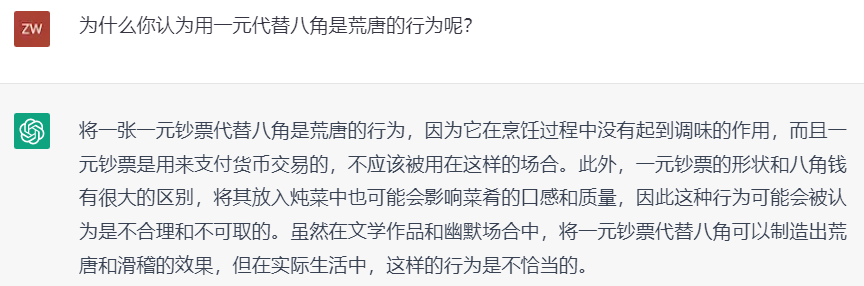 ZW
为什么你认为用一元代替八角是荒唐的行为呢？
将一张一元钞票代替八角是荒唐的行为，因为它在烹饪过程中没有起到调味的作用，而且一
元钞票是用来支付货币交易的，不应该被用在这样的场合。此外，一元钞票的形状和八角钱
有很大的区别，将其放入炖菜中也可能会影响菜肴的口感和质量，因此这种行为可能会被认
为是不合理和不可取的。虽然在文学作品和幽默场合中，将一元钞票代替八角可以制造出荒
唐和滑稽的效果，但在实际生活中，这样的行为是不恰当的。